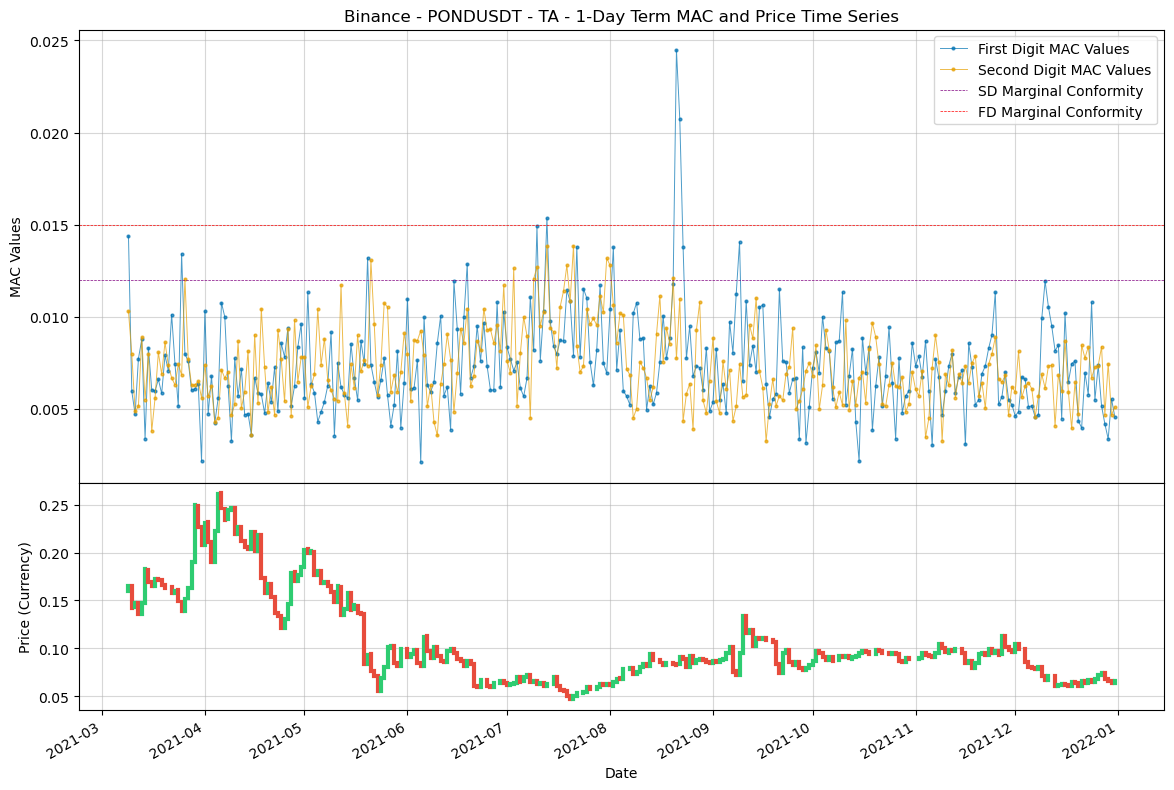 Binance - PONDUSDT - TA - 1-Day Term MAC and Price Time Series
First Digit MAC Values
Second Digit MAC Values
SD Marginal Conformity
FD Marginal Conformity
MAC Values
0.025
0.020
0.015
0.010
0.005
Price (Currency)
0.25
0.20
0.15
0.10
0.05
2021-03
2021-04
2021-05
2021-06
2021-07
2021-08
2021-09
2021-10
2021-11
2021-12
2022-01
Date